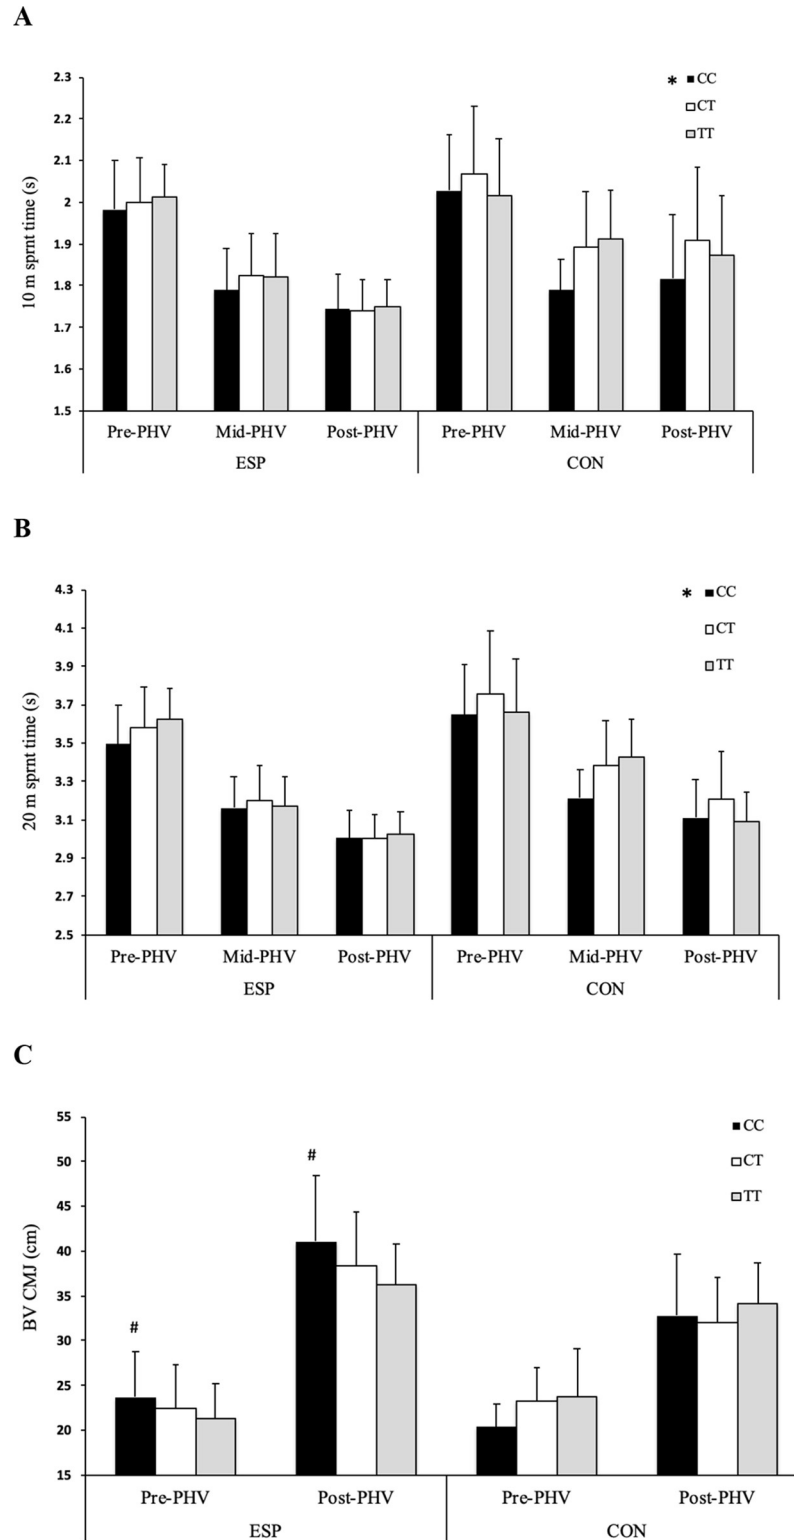 A
10 m sprnt time (s)
2.3
2.2
2.1
2
1.9
1.8
1.7
1.6
1.5
* CC
CT
TT
Pre-PHV Mid-PHV Post-PHV Pre-PHV Mid-PHV Post-PHV
ESP CON
B
20 m sprnt time (s)
4.3
4.1
3.9
3.7
3.5
3.3
3.1
2.9
2.7
2.5
* CC
CT
TT
Pre-PHV Mid-PHV Post-PHV Pre-PHV Mid-PHV Post-PHV
ESP CON
C
BV CMJ (cm)
55
50
45
40
35
30
25
20
15
CC
CT
TT
#
#
Pre-PHV Post-PHV Pre-PHV Post-PHV
ESP CON